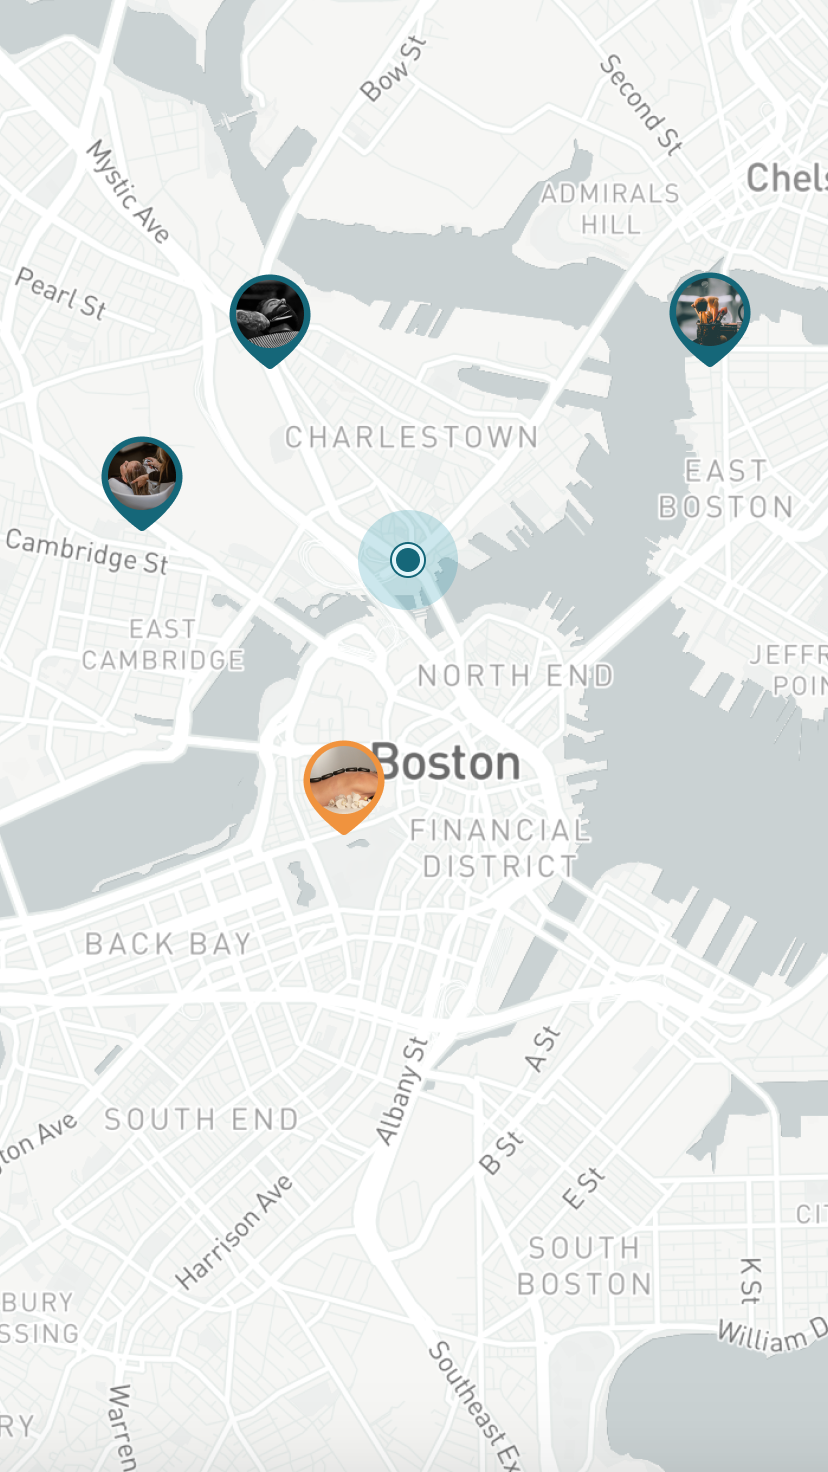 Bow St
Second St
Mystic Ave
ADMIRALS
HILL
Chels
Pearl St
CHARLESTOWN
EAST
BOSTON
Cambridge St
EAST
CAMBRIDGE
NORTH END
JEFFR
POIN
Boston
FINANCIAL
DISTRICT
BACK BAY
A St
Albany St
SOUTH END
ton Ave
B St
E St
Harrison Ave
CI
SOUTH
BOSTON
K St
BURY
SSING
William D
Southeast Ex
Warren
RY